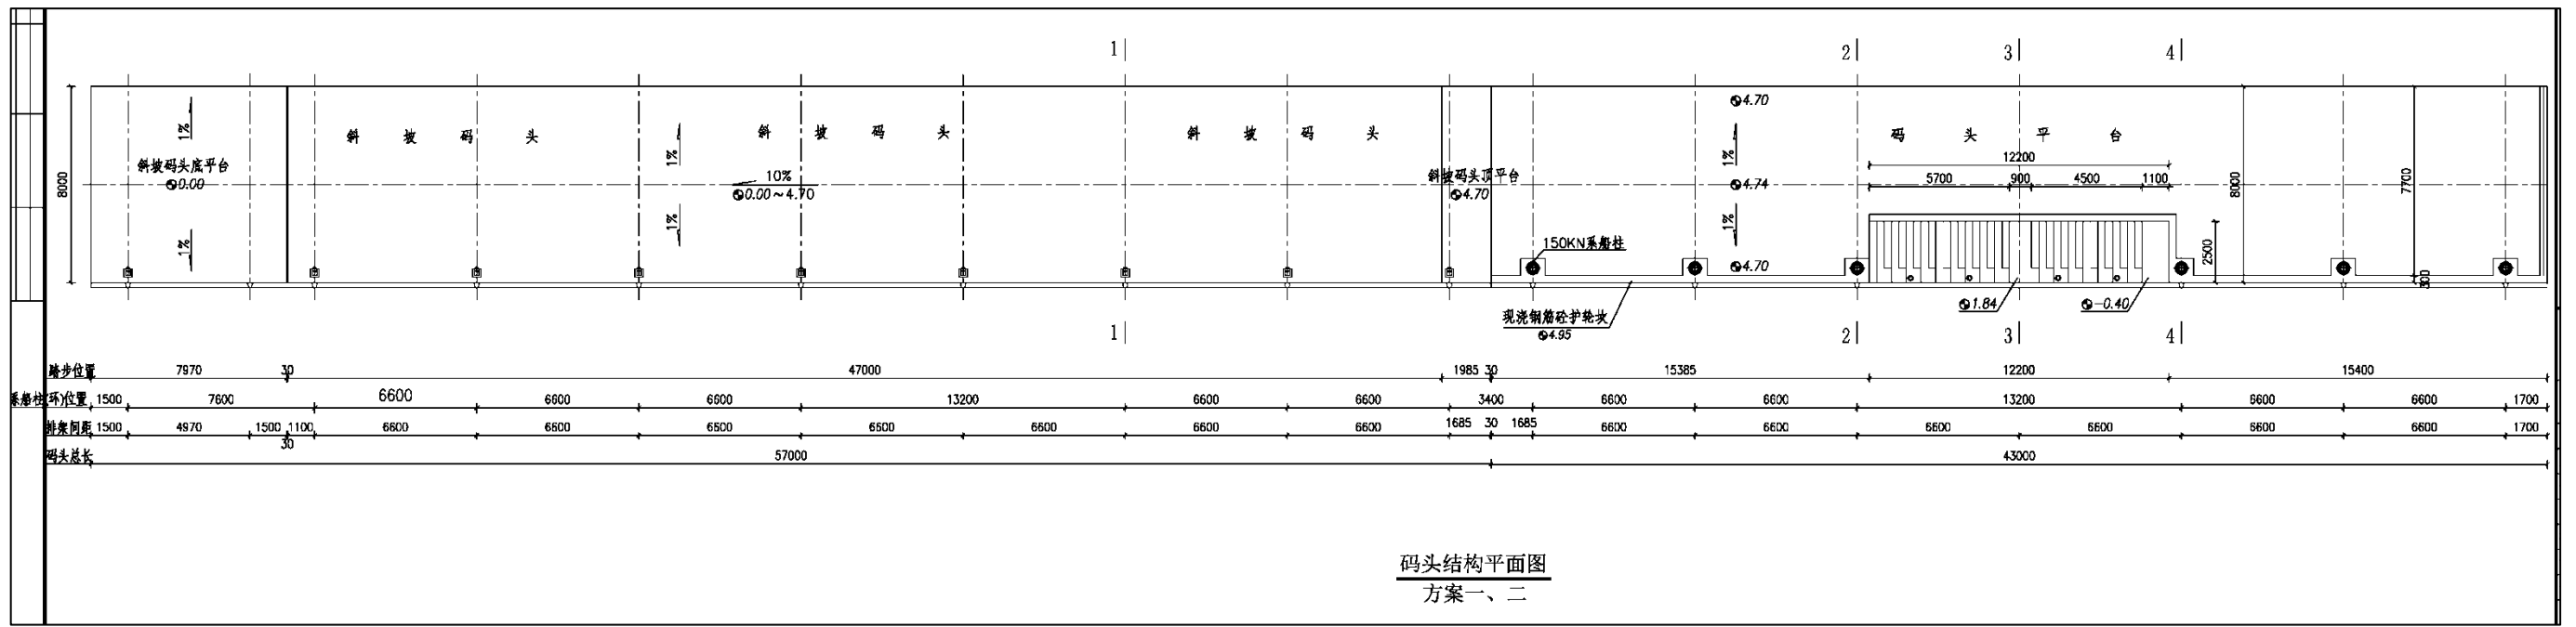 1 2 3 4
4.70
斜 坡 码 头 斜 坡 码 头 斜 坡 码 头 码 头 平 台
1% 1% 1%
12200
斜坡码头底平台 10% 斜坡码头顶平台 5700 900 4500 1100
8000 0.00 0.00~4.70 4.70 4.74 8000 7700
1% 1% 1%
150KN系船柱 2500
4.70
300
1.84 -0.40
现浇钢筋砼护轮坎
4.95
1 2 3 4
踏步位置 7970 30 47000 1985 30 15385 12200 15400
系船柱(环)位置 1500 7600 6600 6600 6600 13200 6600 6600 3400 6600 6600 13200 6600 6600 1700
排架间距 1500 4970 1500 1100 6600 6600 6600 6600 6600 6600 6600 1685 30 1685 6600 6600 6600 6600 6600 6600 1700
30
码头总长 57000 43000
码头结构平面图
方案一、二